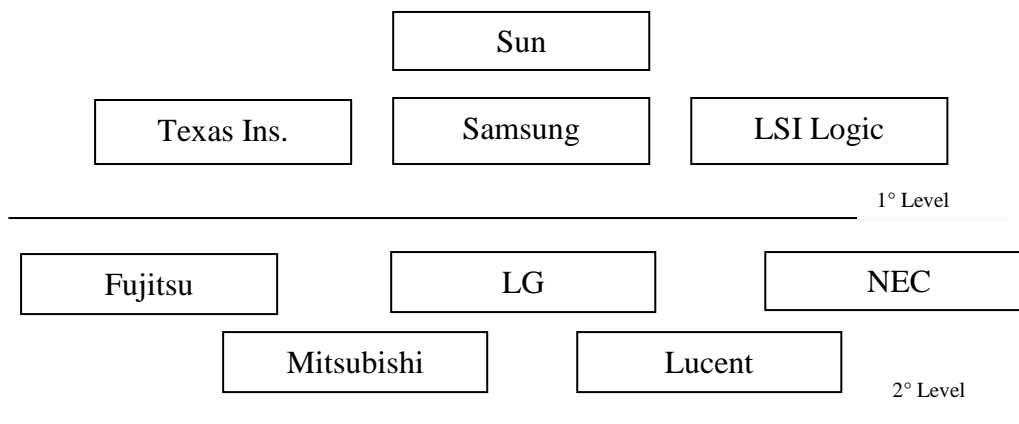 Sun
Texas Ins. Samsung LSI Logic
1° Level
Fujitsu LG NEC
Mitsubishi Lucent
2° Level